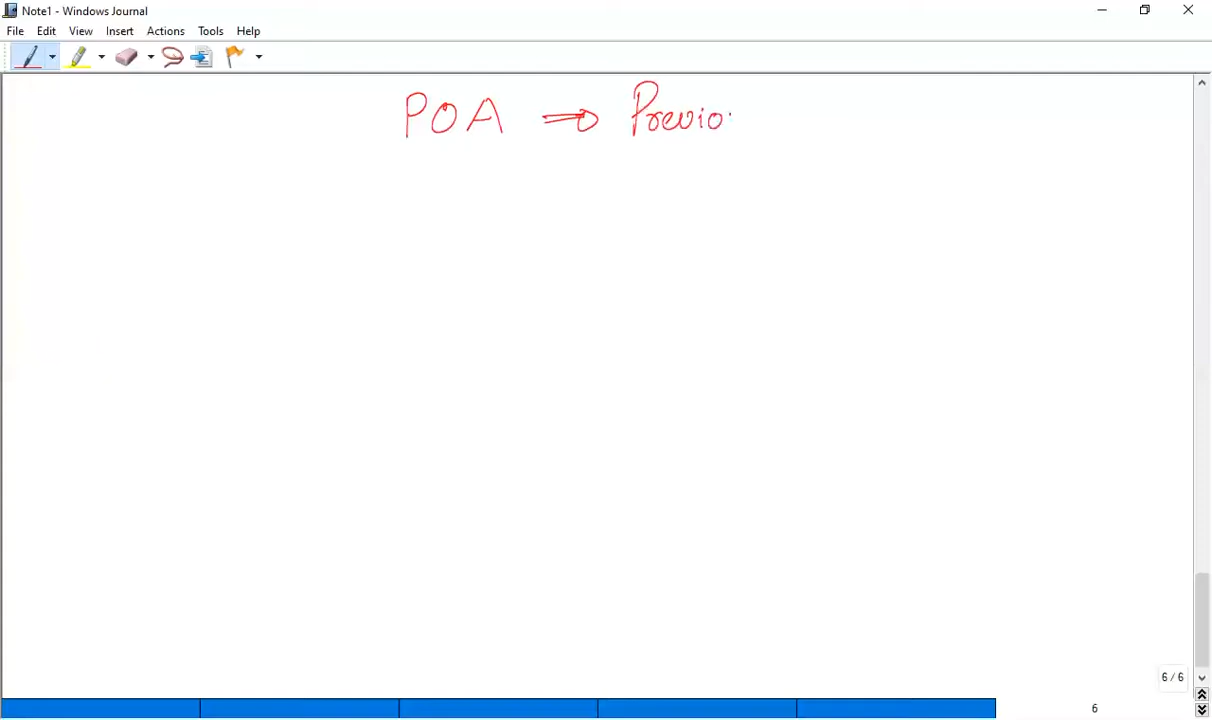 Note1 - Windows Journal
File Edit View Insert Actions Tools Help
POA ⇒ Previo
6 / 6
6